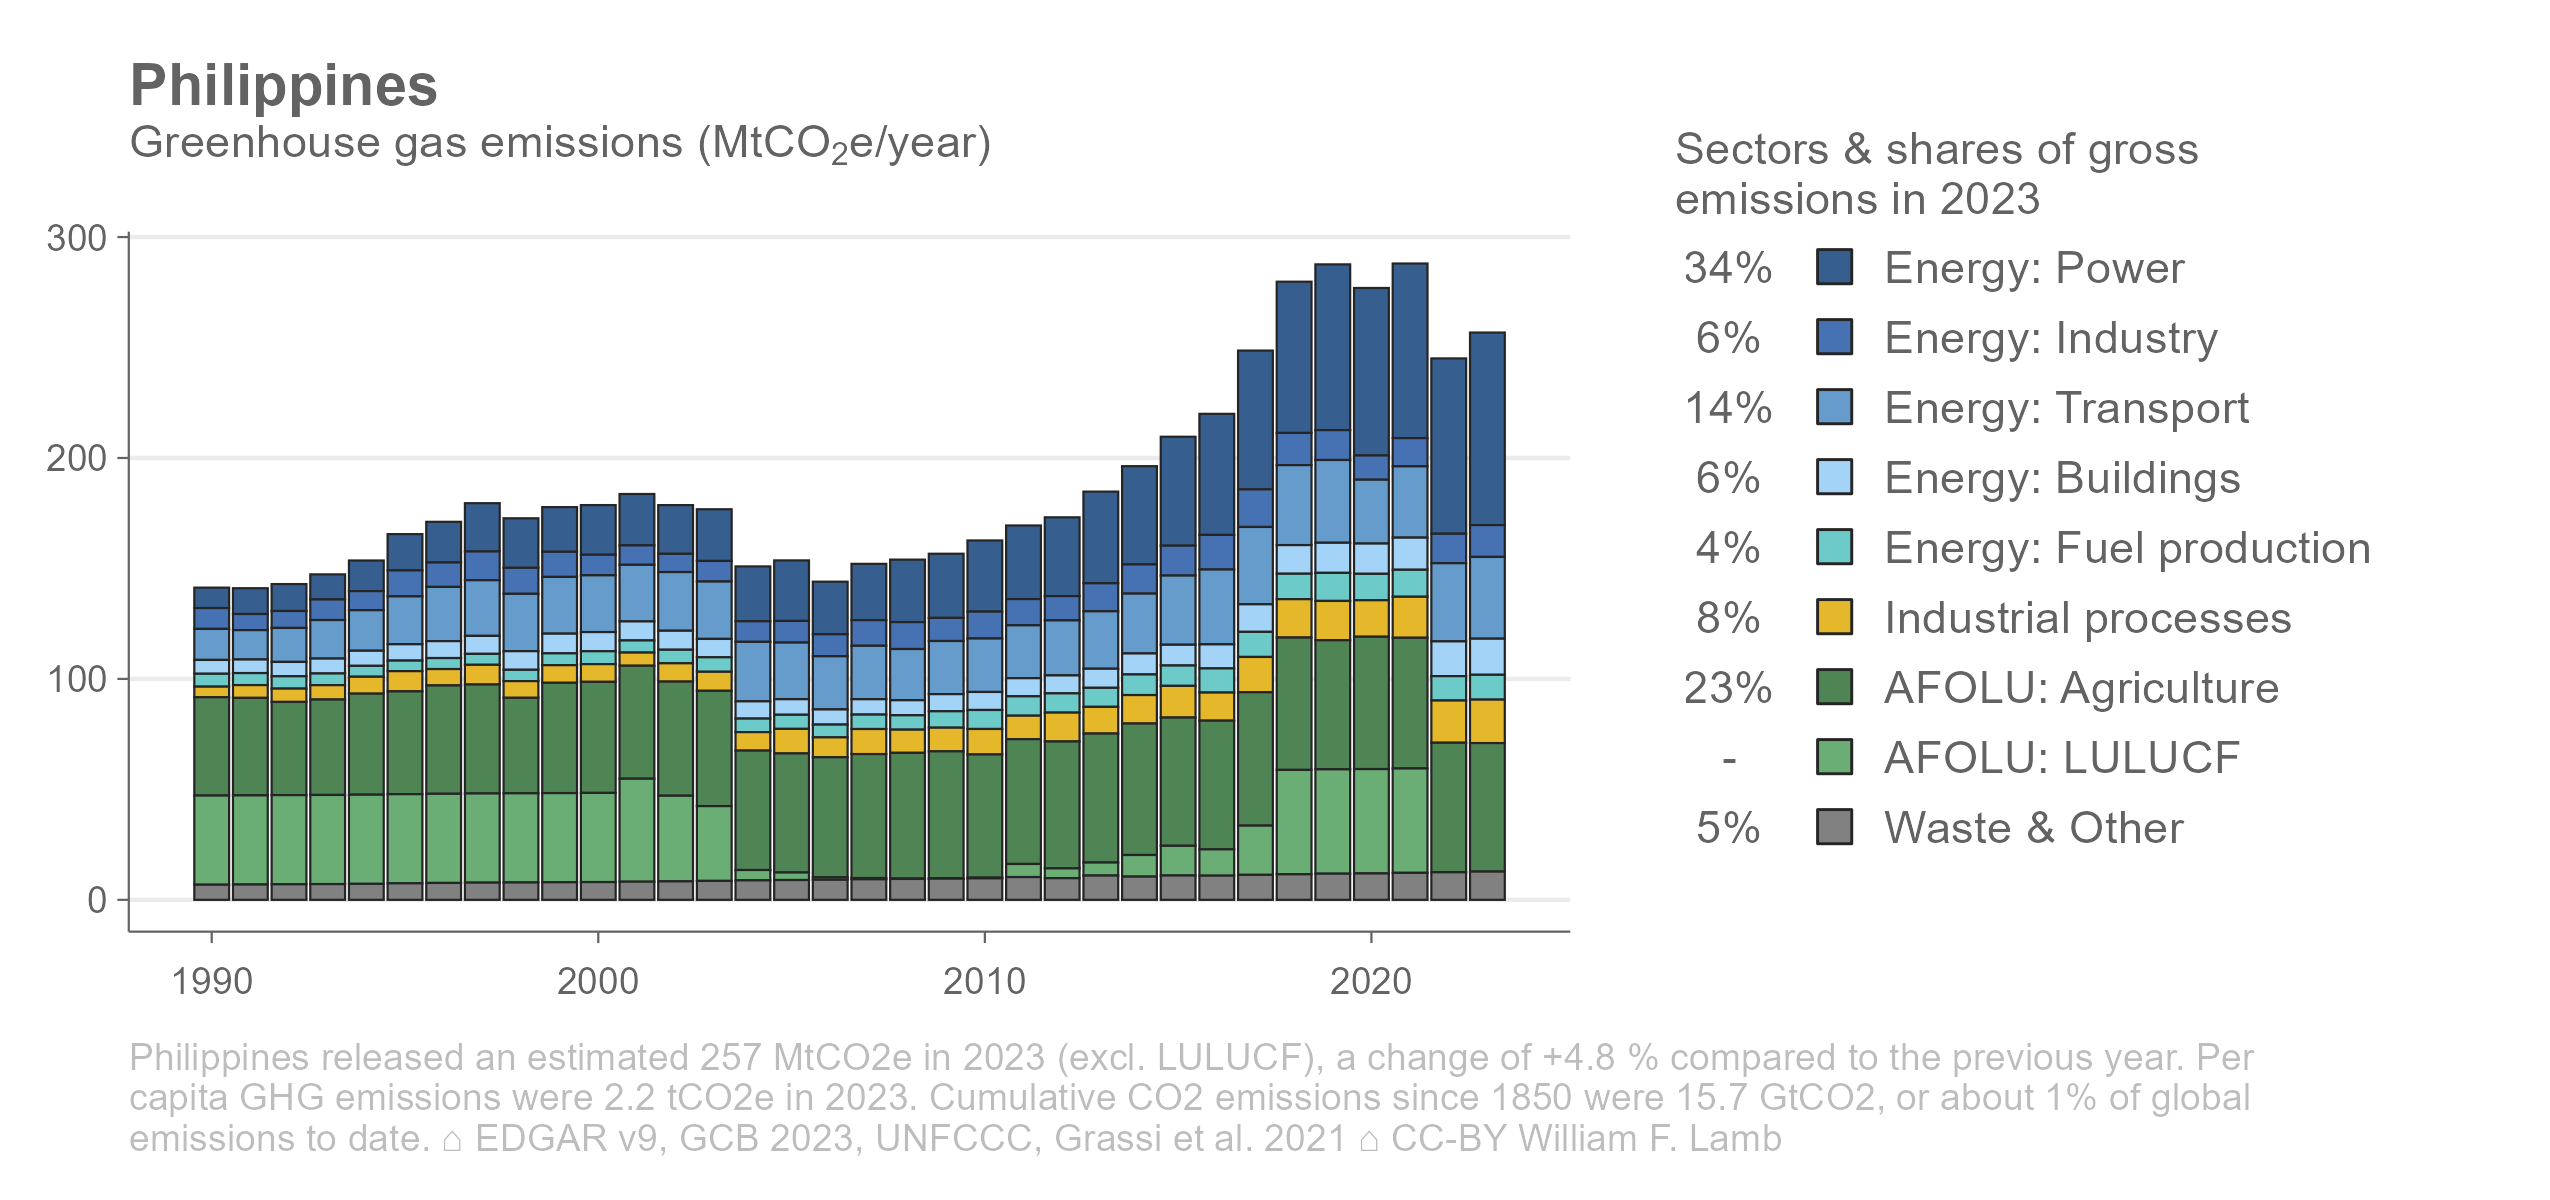 Philippines
Greenhouse gas emissions (MtCO₂e/year)
Sectors & shares of gross
emissions in 2023
34% Energy: Power
6% Energy: Industry
14% Energy: Transport
6% Energy: Buildings
4% Energy: Fuel production
8% Industrial processes
23% AFOLU: Agriculture
- AFOLU: LULUCF
5% Waste & Other
300
200
100
0
1990 2000 2010 2020
Philippines released an estimated 257 MtCO2e in 2023 (excl. LULUCF), a change of +4.8 % compared to the previous year. Per
capita GHG emissions were 2.2 tCO2e in 2023. Cumulative CO2 emissions since 1850 were 15.7 GtCO2, or about 1% of global
emissions to date. ⌂ EDGAR v9, GCB 2023, UNFCCC, Grassi et al. 2021 ⌂ CC-BY William F. Lamb